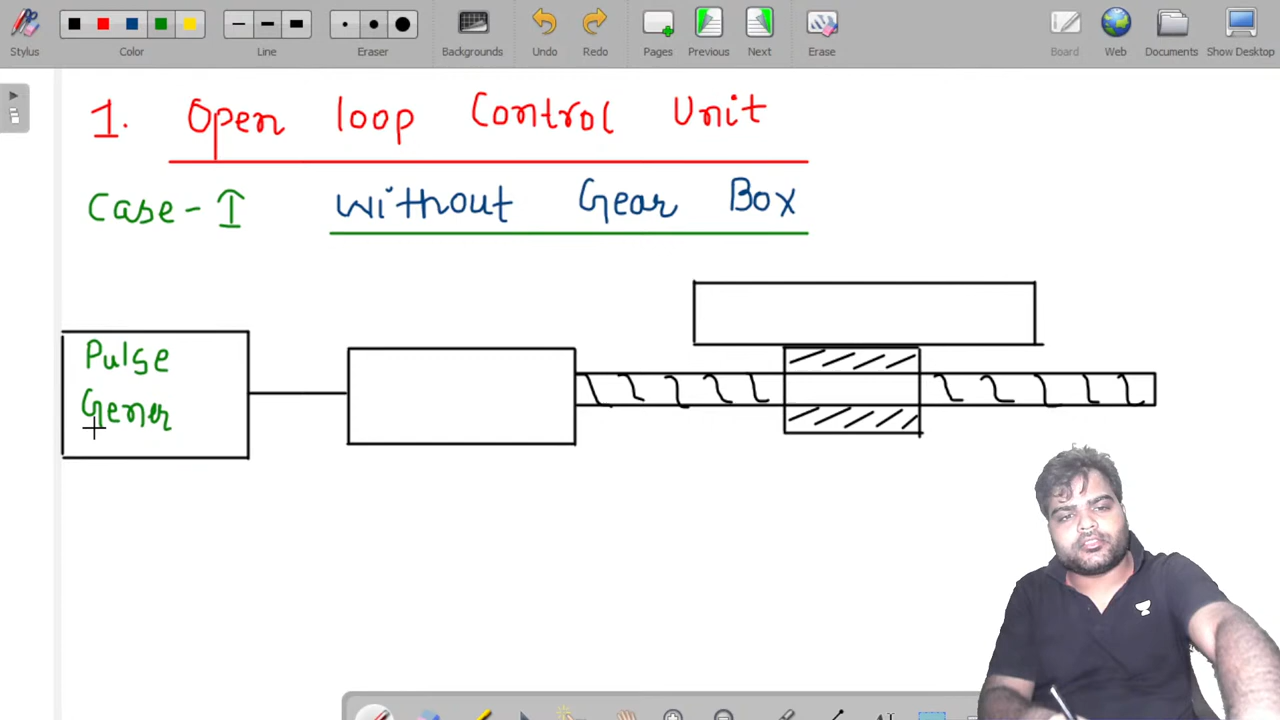 Stylus
Color
Line
Eraser
Backgrounds
Undo
Redo
Pages
Previous
Next
Erase
Board
Web
Documents
Show Desktop
1. Open loop Control Unit
Case-I without Gear Box
Pulse
Gener